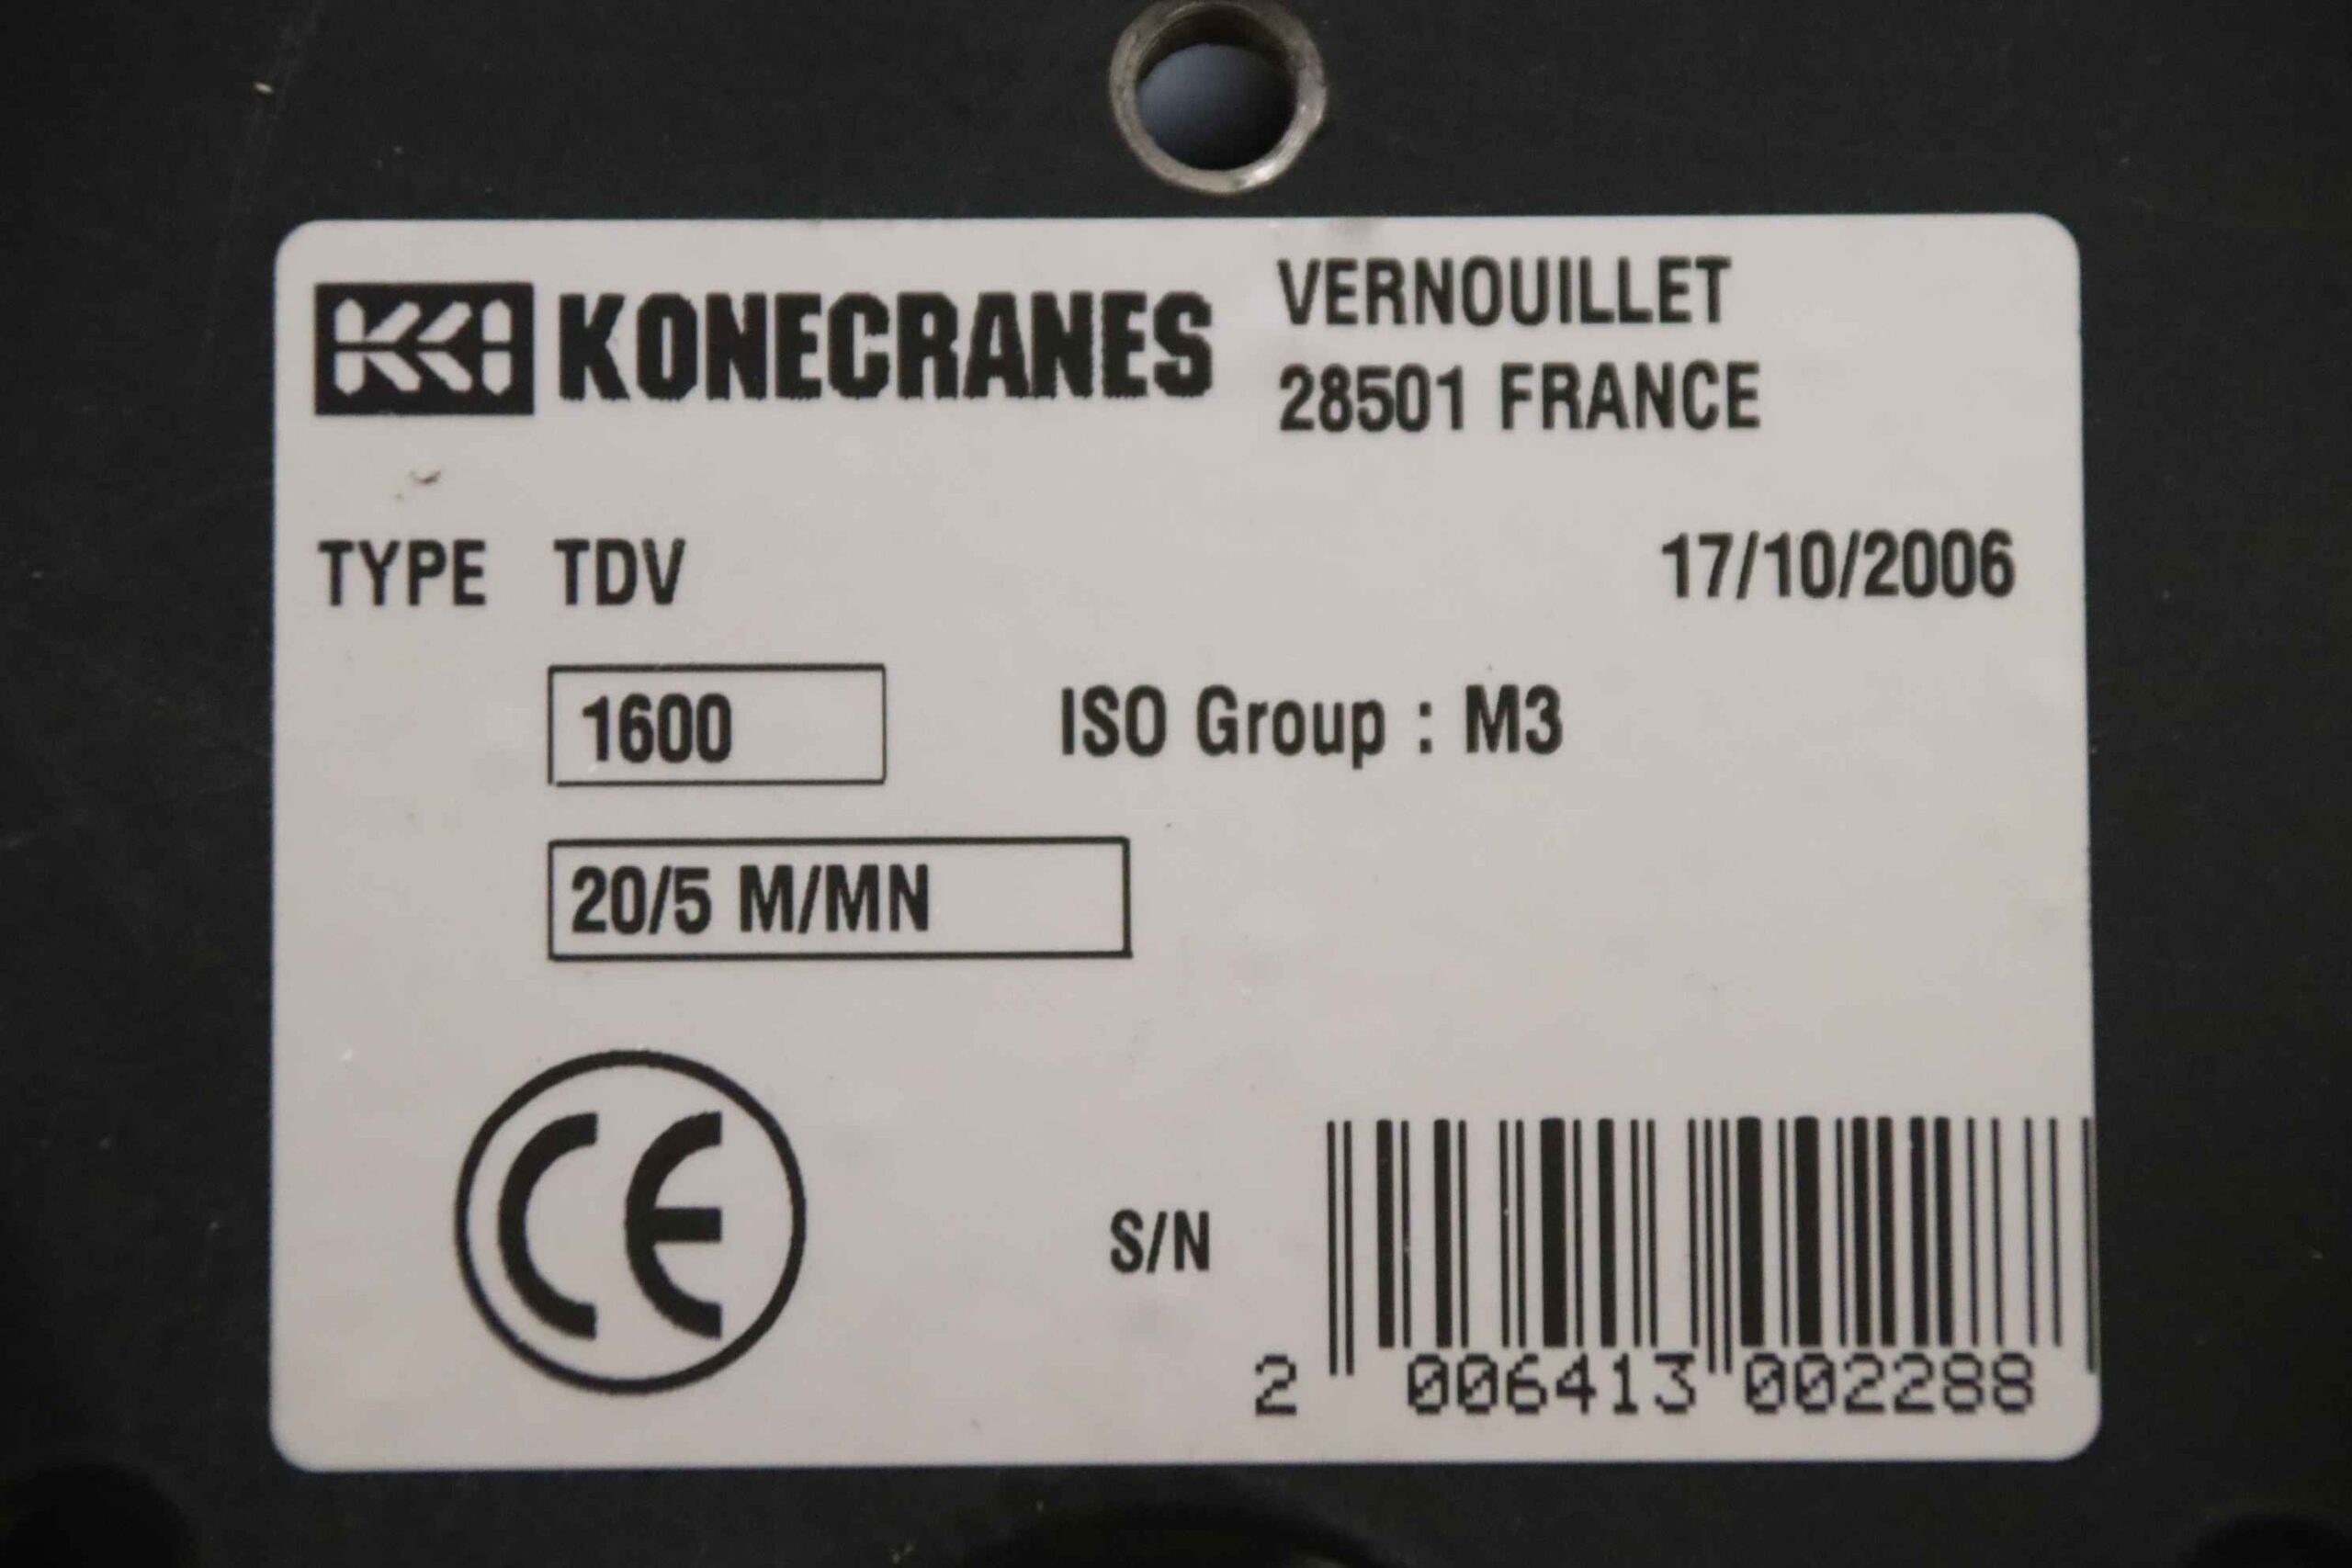 KONECRANES
VERNOUILLET
28501 FRANCE
TYPE TDV 17/10/2006
1600 ISO Group : M3
20/5 M/MN
CE
S/N
2 006413 002288